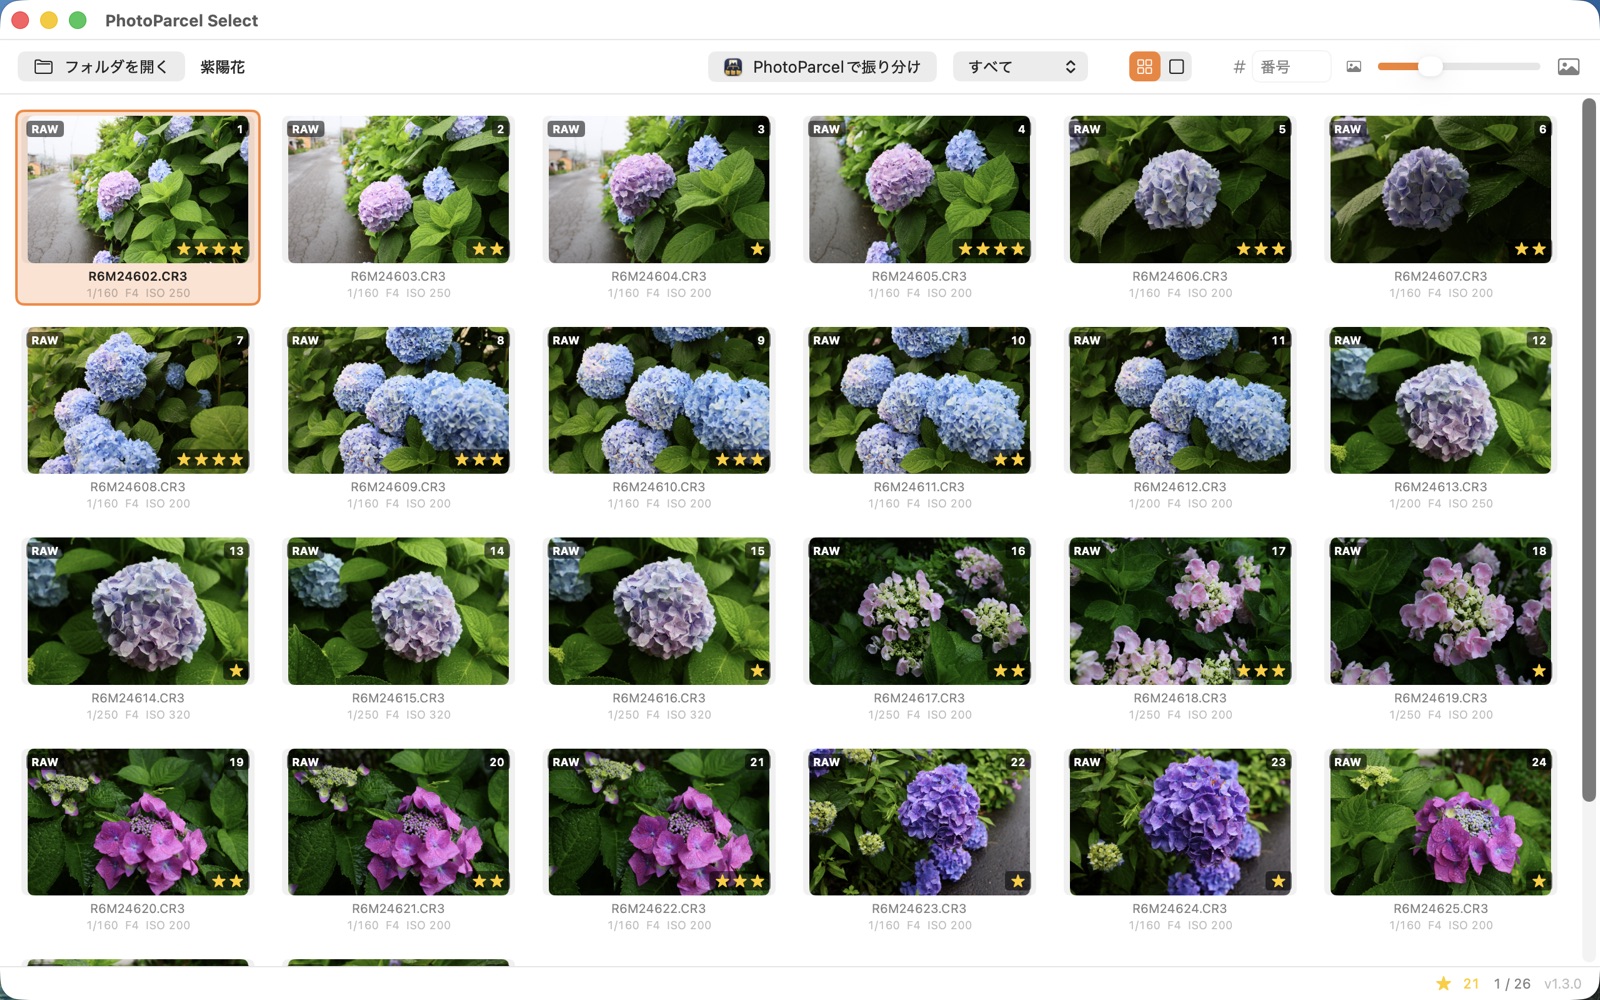 PhotoParcel Select
フォルダを開く 紫陽花 PhotoParcelで振り分け すべて # 番号
RAW 1 RAW 2 RAW 3 RAW 4 RAW 5 RAW 6
R6M24602.CR3 R6M24603.CR3 R6M24604.CR3 R6M24605.CR3 R6M24606.CR3 R6M24607.CR3
1/160 F4 ISO 250 1/160 F4 ISO 250 1/160 F4 ISO 200 1/160 F4 ISO 200 1/160 F4 ISO 200 1/160 F4 ISO 200
RAW 7 RAW 8 RAW 9 RAW 10 RAW 11 RAW 12
R6M24608.CR3 R6M24609.CR3 R6M24610.CR3 R6M24611.CR3 R6M24612.CR3 R6M24613.CR3
1/160 F4 ISO 200 1/160 F4 ISO 200 1/160 F4 ISO 200 1/160 F4 ISO 200 1/200 F4 ISO 200 1/200 F4 ISO 250
RAW 13 RAW 14 RAW 15 RAW 16 RAW 17 RAW 18
R6M24614.CR3 R6M24615.CR3 R6M24616.CR3 R6M24617.CR3 R6M24618.CR3 R6M24619.CR3
1/250 F4 ISO 320 1/250 F4 ISO 320 1/250 F4 ISO 320 1/250 F4 ISO 200 1/250 F4 ISO 200 1/250 F4 ISO 200
RAW 19 RAW 20 RAW 21 RAW 22 RAW 23 RAW 24
R6M24620.CR3 R6M24621.CR3 R6M24622.CR3 R6M24623.CR3 R6M24624.CR3 R6M24625.CR3
1/160 F4 ISO 200 1/160 F4 ISO 200 1/160 F4 ISO 200 1/160 F4 ISO 200 1/160 F4 ISO 200 1/160 F4 ISO 200
21 1 / 26 v1.3.0